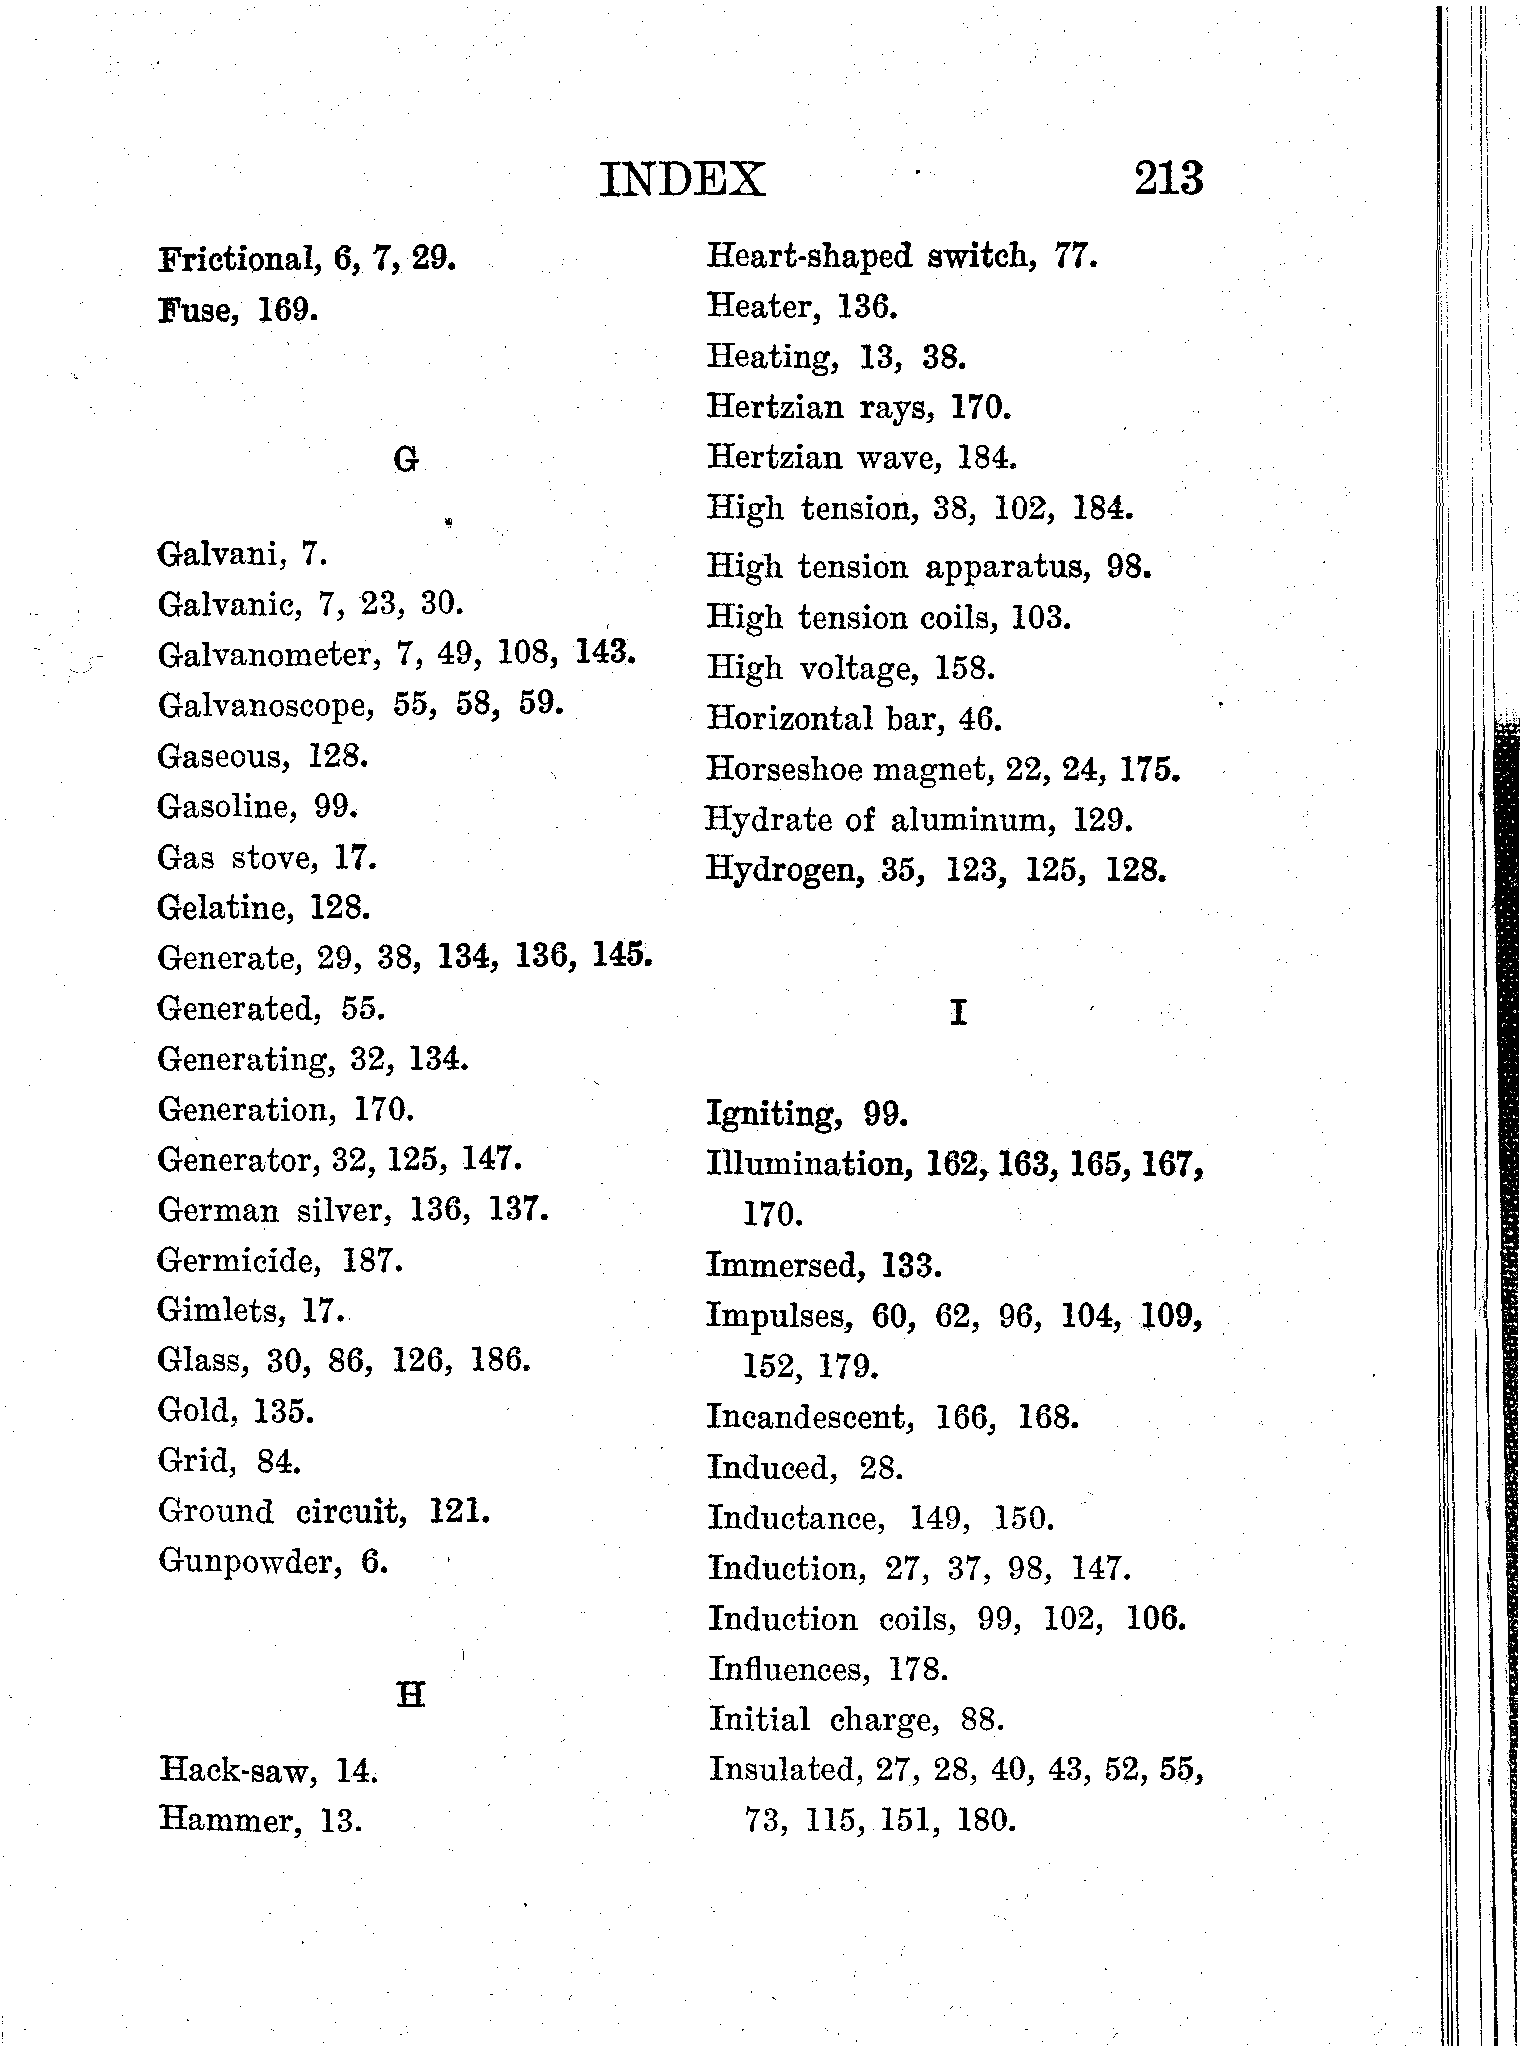 INDEX 213
Frictional, 6, 7, 29.
Fuse, 169.
G
Galvani, 7.
Galvanic, 7, 23, 30.
Galvanometer, 7, 49, 108, 143.
Galvanoscope, 55, 58, 59.
Gaseous, 128.
Gasoline, 99.
Gas stove, 17.
Gelatine, 128.
Generate, 29, 38, 134, 136, 145.
Generated, 55.
Generating, 32, 134.
Generation, 170.
Generator, 32, 125, 147.
German silver, 136, 137.
Germicide, 187.
Gimlets, 17.
Glass, 30, 86, 126, 186.
Gold, 135.
Grid, 84.
Ground circuit, 121.
Gunpowder, 6.
H
Hack-saw, 14.
Hammer, 13.
Heart-shaped switch, 77.
Heater, 136.
Heating, 13, 38.
Hertzian rays, 170.
Hertzian wave, 184.
High tension, 38, 102, 184.
High tension apparatus, 98.
High tension coils, 103.
High voltage, 158.
Horizontal bar, 46.
Horseshoe magnet, 22, 24, 175.
Hydrate of aluminum, 129.
Hydrogen, 35, 123, 125, 128.
I
Igniting, 99.
Illumination, 162, 163, 165, 167,
170.
Immersed, 133.
Impulses, 60, 62, 96, 104, 109,
152, 179.
Incandescent, 166, 168.
Induced, 28.
Inductance, 149, 150.
Induction, 27, 37, 98, 147.
Induction coils, 99, 102, 106.
Influences, 178.
Initial charge, 88.
Insulated, 27, 28, 40, 43, 52, 55,
73, 115, 151, 180.